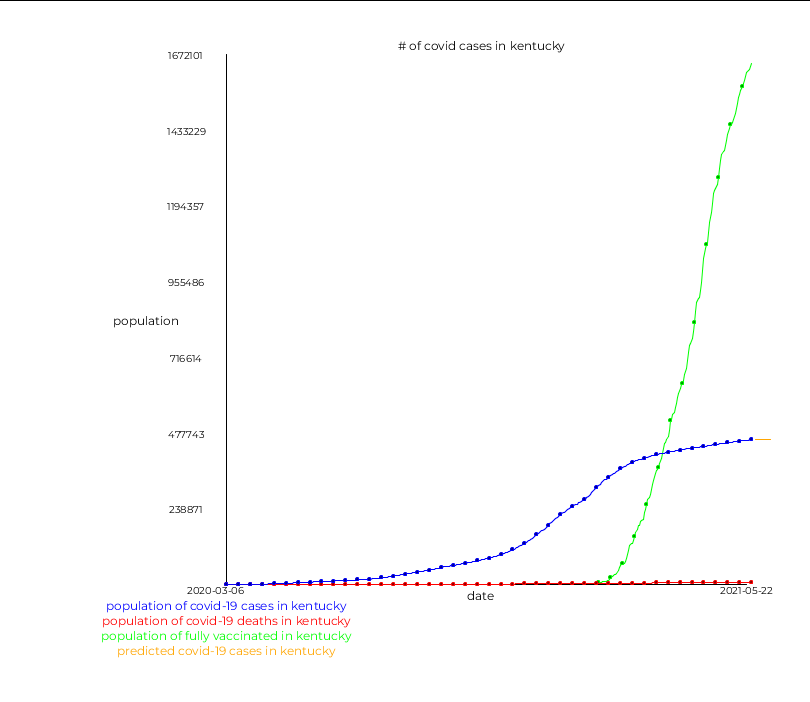 # of covid cases in kentucky
1672101
1433229
1194357
955486
population
716614
477743
238871
2020-03-06
2021-05-22
date
population of covid-19 cases in kentucky
population of covid-19 deaths in kentucky
population of fully vaccinated in kentucky
predicted covid-19 cases in kentucky